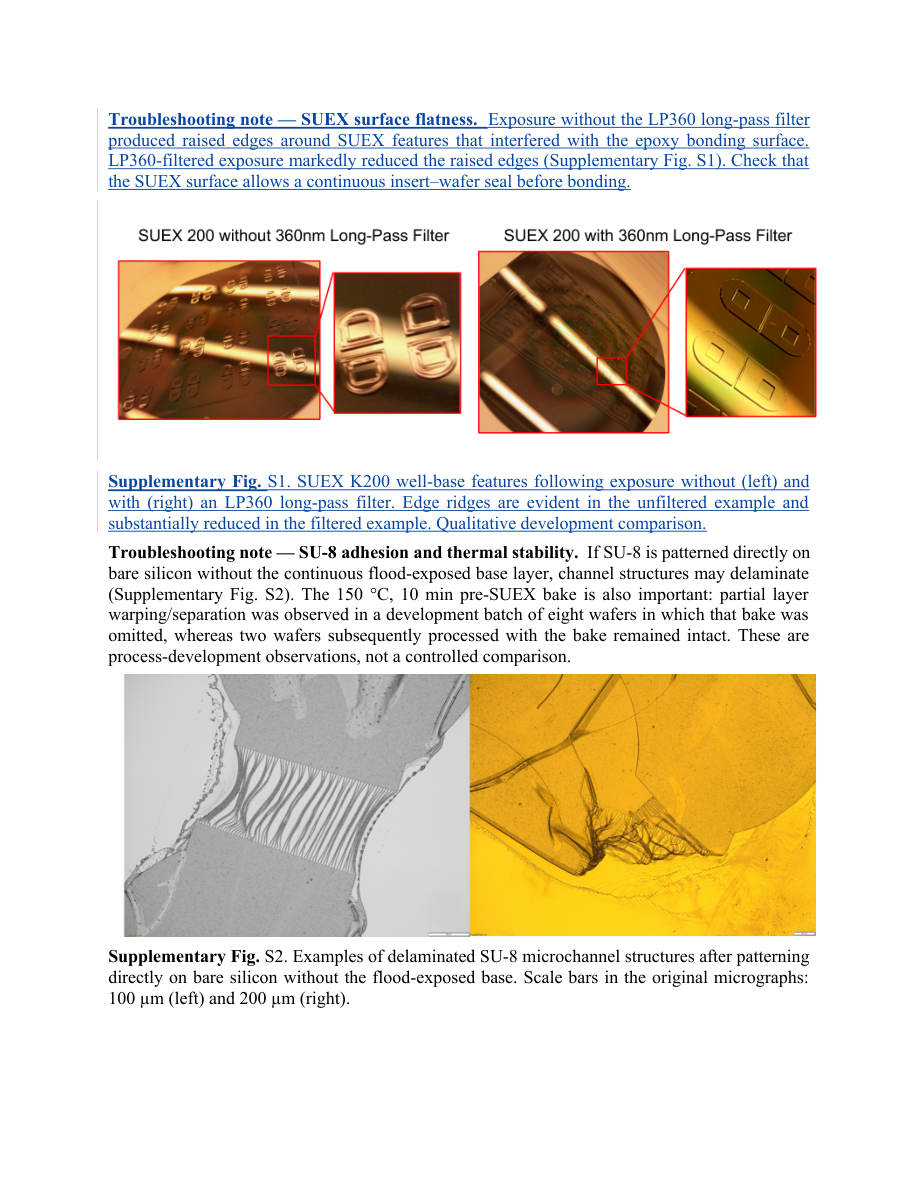 Troubleshooting note — SUEX surface flatness. Exposure without the LP360 long-pass filter
produced raised edges around SUEX features that interfered with the epoxy bonding surface.
LP360-filtered exposure markedly reduced the raised edges (Supplementary Fig. S1). Check that
the SUEX surface allows a continuous insert–wafer seal before bonding.
SUEX 200 without 360nm Long-Pass Filter
SUEX 200 with 360nm Long-Pass Filter
Supplementary Fig. S1. SUEX K200 well-base features following exposure without (left) and
with (right) an LP360 long-pass filter. Edge ridges are evident in the unfiltered example and
substantially reduced in the filtered example. Qualitative development comparison.
Troubleshooting note — SU-8 adhesion and thermal stability. If SU-8 is patterned directly on
bare silicon without the continuous flood-exposed base layer, channel structures may delaminate
(Supplementary Fig. S2). The 150 °C, 10 min pre-SUEX bake is also important: partial layer
warping/separation was observed in a development batch of eight wafers in which that bake was
omitted, whereas two wafers subsequently processed with the bake remained intact. These are
process-development observations, not a controlled comparison.
Supplementary Fig. S2. Examples of delaminated SU-8 microchannel structures after patterning
directly on bare silicon without the flood-exposed base. Scale bars in the original micrographs:
100 µm (left) and 200 µm (right).